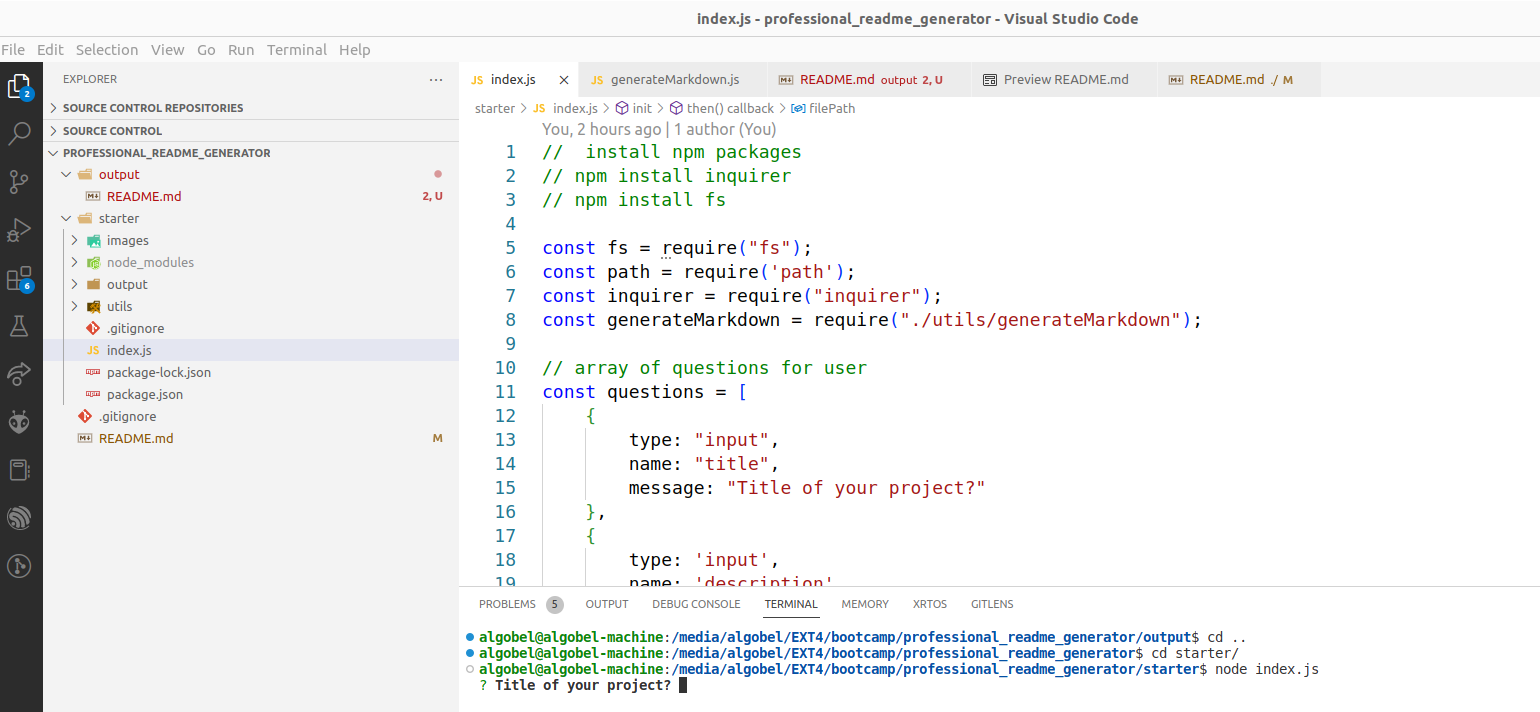 index.js - professional_readme_generator - Visual Studio Code
File Edit Selection View Go Run Terminal Help
EXPLORER ...
SOURCE CONTROL REPOSITORIES
SOURCE CONTROL
PROFESSIONAL_README_GENERATOR
output
README.md 2, U
starter
images
node_modules
output
utils
.gitignore
index.js
package-lock.json
package.json
.gitignore
README.md M
2
6
JS index.js JS generateMarkdown.js README.md output 2, U Preview README.md README.md ./ M
starter > JS index.js > init > then() callback > filePath
You, 2 hours ago | 1 author (You)
1 //  install npm packages
2 // npm install inquirer
3 // npm install fs
4
5 const fs = require("fs");
6 const path = require('path');
7 const inquirer = require("inquirer");
8 const generateMarkdown = require("./utils/generateMarkdown");
9
10 // array of questions for user
11 const questions = [
12 {
13 type: "input",
14 name: "title",
15 message: "Title of your project?"
16 },
17 {
18 type: 'input',
19 name: 'description'
PROBLEMS 5 OUTPUT DEBUG CONSOLE TERMINAL MEMORY XRTOS GITLENS
algobel@algobel-machine:/media/algobel/EXT4/bootcamp/professional_readme_generator/output$ cd ..
algobel@algobel-machine:/media/algobel/EXT4/bootcamp/professional_readme_generator$ cd starter/
algobel@algobel-machine:/media/algobel/EXT4/bootcamp/professional_readme_generator/starter$ node index.js
? Title of your project?